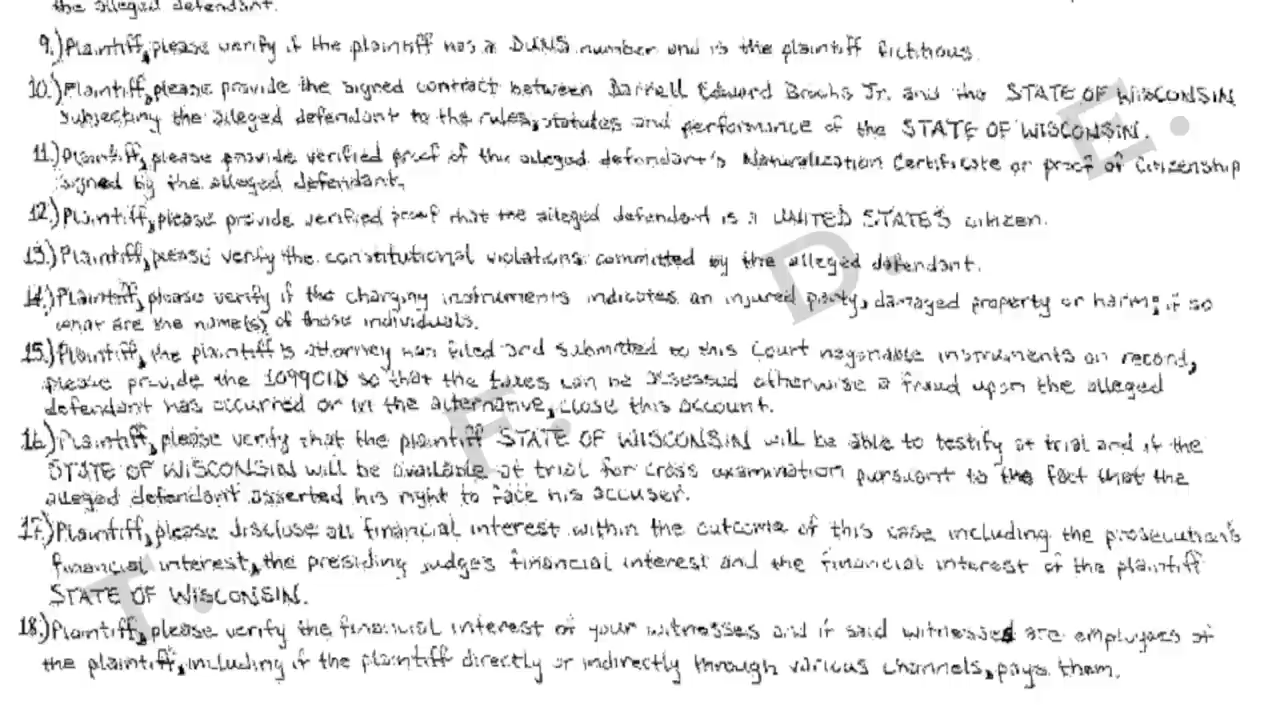 the alleged defendant.
9.) Plaintiff, please verify if the plaintiff has a DUNS number and is the plaintiff fictitious.
10.) Plaintiff, please provide the signed contract between Darrell Edward Brooks Jr. and the STATE OF WISCONSIN
subjecting the alleged defendant to the rules, statutes and performance of the STATE OF WISCONSIN.
11.) Plaintiff, please provide verified proof of the alleged defendant's Naturalization Certificate or proof of Citizenship
signed by the alleged defendant.
12.) Plaintiff, please provide verified proof that the alleged defendant is a UNITED STATES citizen.
13.) Plaintiff, please verify the constitutional violations committed by the alleged defendant.
14.) Plaintiff, please verify if the charging instruments indicates an injured party, damaged property or harm; if so
what are the name(s) of those individuals.
15.) Plaintiff, the plaintiff's attorney has filed and submitted to this Court negotiable instruments on record,
please provide the 1099OID so that the taxes can be assessed otherwise a fraud upon the alleged
defendant has occurred or in the alternative, close this account.
16.) Plaintiff, please verify that the plaintiff STATE OF WISCONSIN will be able to testify at trial and if the
STATE OF WISCONSIN will be available at trial for cross examination pursuant to the fact that the
alleged defendant asserted his right to face his accuser.
17.) Plaintiff, please disclose all financial interest within the outcome of this case including the prosecution's
financial interest, the presiding judge's financial interest and the financial interest of the plaintiff
STATE OF WISCONSIN.
18.) Plaintiff, please verify the financial interest of your witnesses and if said witnesses are employees of
the plaintiff, including if the plaintiff directly or indirectly through various channels, pays them.
T. F. D. E.